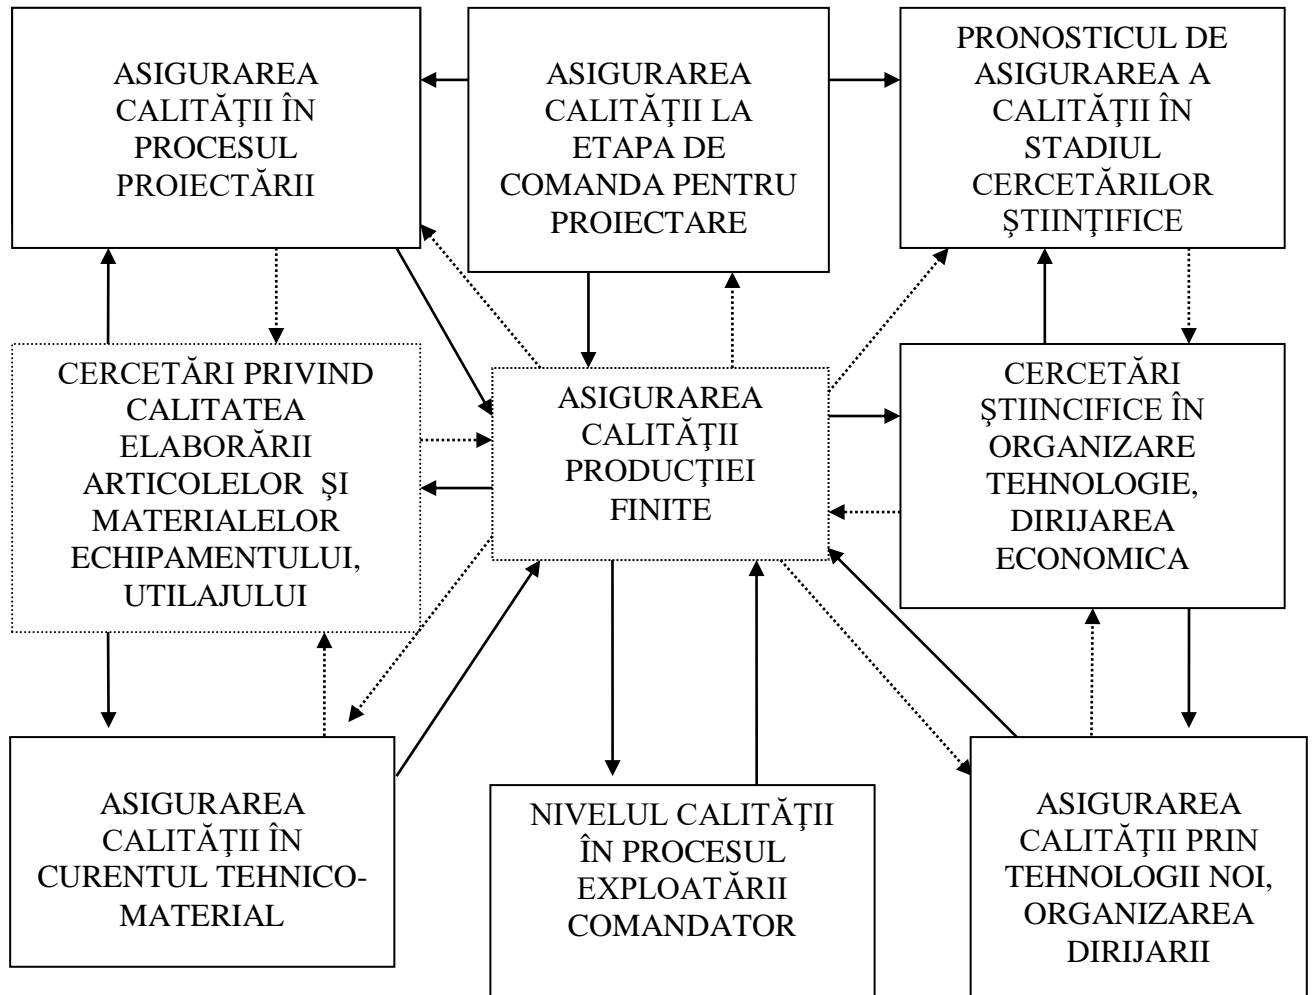 ASIGURAREA
CALITĂŢII ÎN
PROCESUL
PROIECTĂRII
ASIGURAREA
CALITĂŢII LA
ETAPA DE
COMANDA PENTRU
PROIECTARE
PRONOSTICUL DE
ASIGURAREA A
CALITĂŢII ÎN
STADIUL
CERCETĂRILOR
ŞTIINŢIFICE
CERCETĂRI PRIVIND
CALITATEA
ELABORĂRII
ARTICOLELOR ŞI
MATERIALELOR
ECHIPAMENTULUI,
UTILAJULUI
ASIGURAREA
CALITĂŢII
PRODUCŢIEI
FINITE
CERCETĂRI
ŞTIINCIFICE ÎN
ORGANIZARE
TEHNOLOGIE,
DIRIJAREA
ECONOMICA
ASIGURAREA
CALITĂŢII ÎN
CURENTUL TEHNICO-
MATERIAL
NIVELUL CALITĂŢII
ÎN PROCESUL
EXPLOATĂRII
COMANDATOR
ASIGURAREA
CALITĂŢII PRIN
TEHNOLOGII NOI,
ORGANIZAREA
DIRIJARII